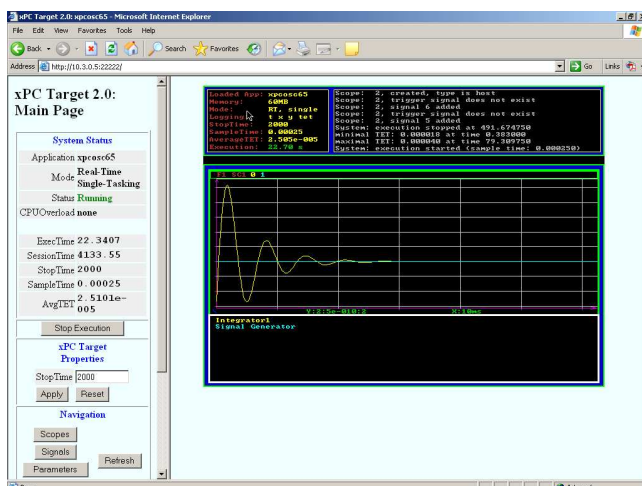 xPC Target 2.0: xpcosc65 - Microsoft Internet Explorer
File Edit View Favorites Tools Help
Back Search Favorites
Address http://10.3.0.5:22222/ Go Links
xPC Target 2.0:
Main Page
System Status
Application xpcosc65
Mode Real-Time
Single-Tasking
Status Running
CPUOverload none
ExecTime 22.3407
SessionTime 4133.55
StopTime 2000
SampleTime 0.00025
AvgTET 2.5101e-
005
Stop Execution
xPC Target
Properties
StopTime 2000
Apply Reset
Navigation
Scopes
Signals
Refresh
Parameters
Loaded App: xpcosc65
Memory: 60MB
Mode: RT, single
Logging: t x y tet
StopTime: 2000
SampleTime: 0.00025
AverageTET: 2.505e-005
Execution: 22.70 s
Scope: 2, created, type is host
Scope: 2, trigger signal does not exist
Scope: 2, signal 6 added
Scope: 2, trigger signal does not exist
Scope: 2, signal 5 added
System: execution stopped at 491.674750
minimal TET: 0.000018 at time 0.383000
maximal TET: 0.000040 at time 79.309750
System: execution started (sample time: 0.000250)
F1 SC1 0 1
X:10ms
Integrator1
Signal Generator